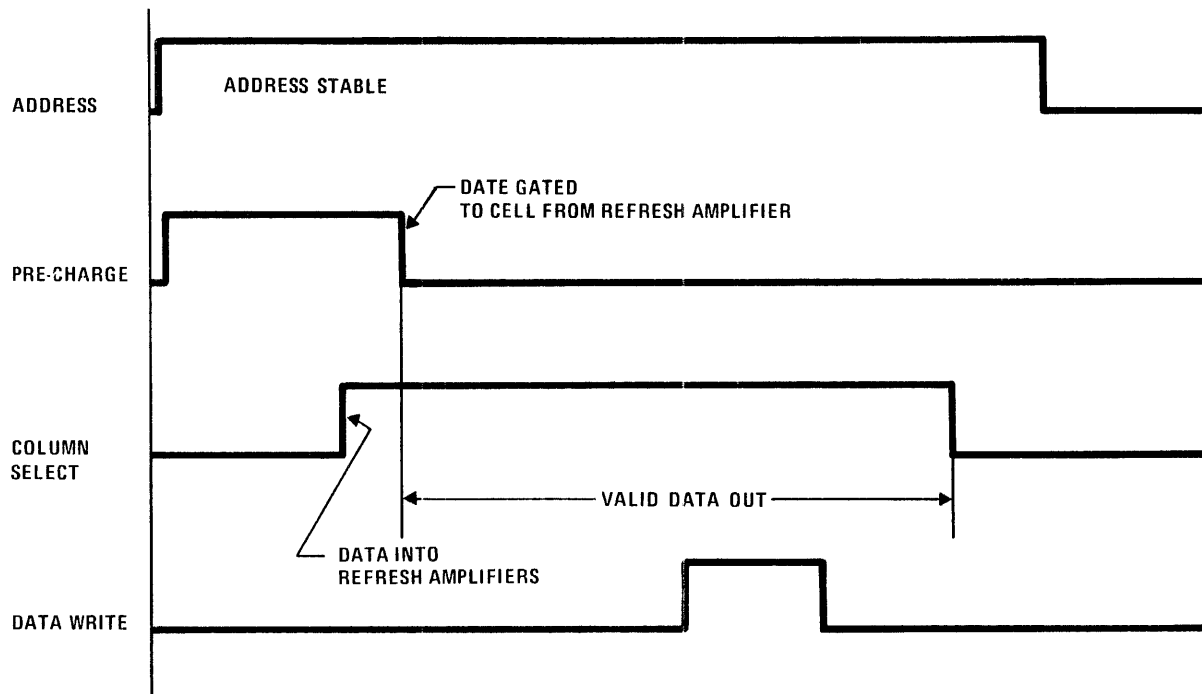 ADDRESS
ADDRESS STABLE
DATE GATED
TO CELL FROM REFRESH AMPLIFIER
PRE-CHARGE
COLUMN
SELECT
VALID DATA OUT
DATA INTO
REFRESH AMPLIFIERS
DATA WRITE